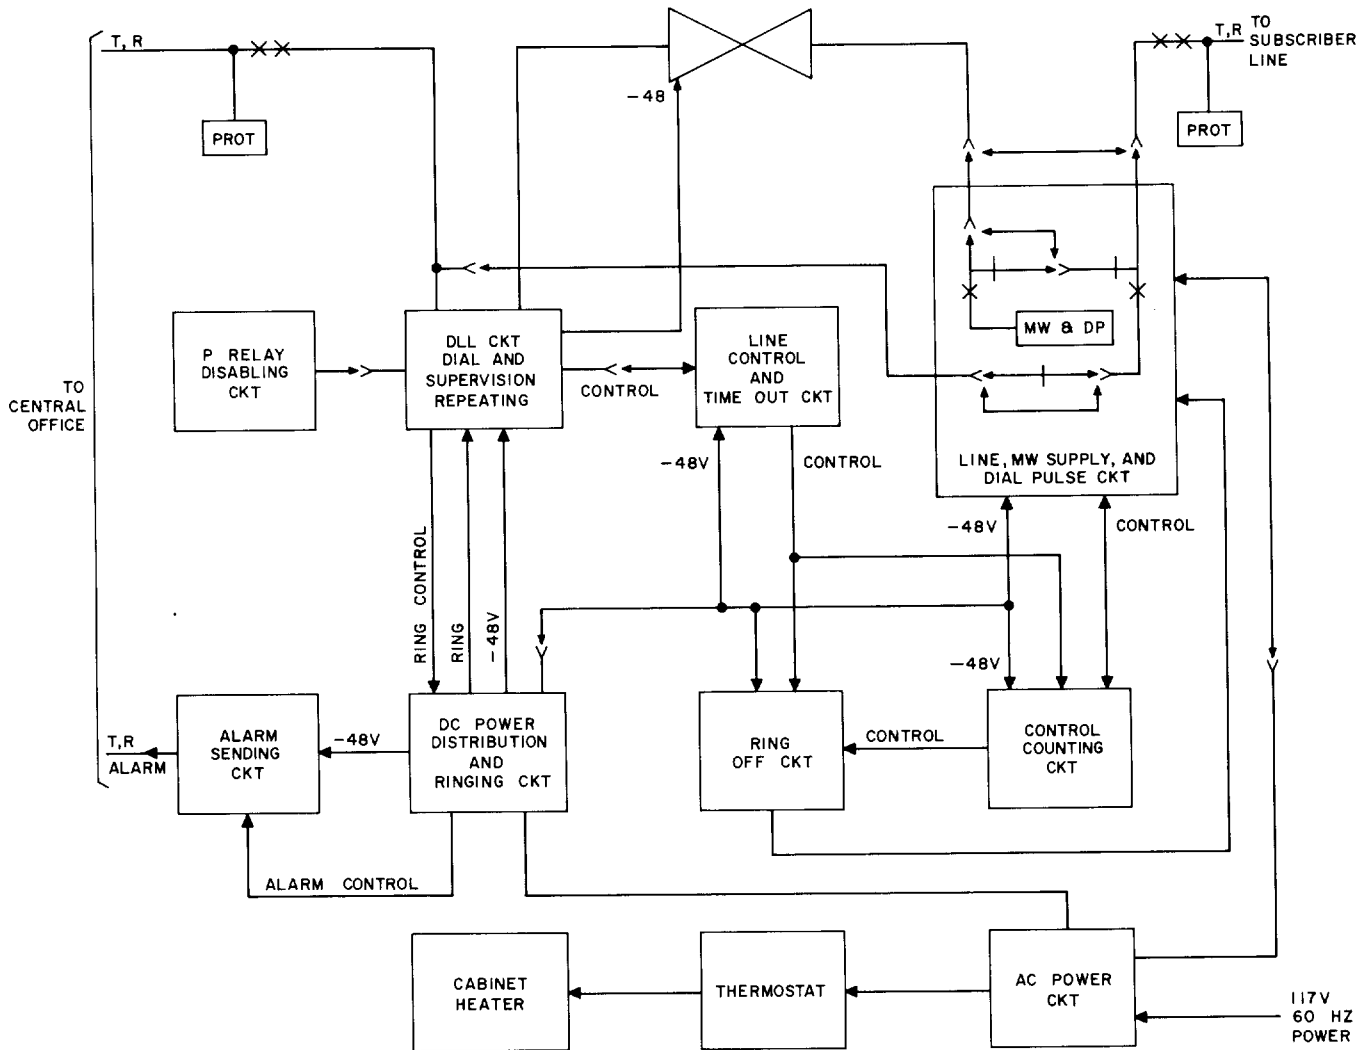 T, R
PROT
-48
T,R TO
SUBSCRIBER
LINE
PROT
TO
CENTRAL
OFFICE
P RELAY
DISABLING
CKT
DLL CKT
DIAL AND
SUPERVISION
REPEATING
CONTROL
LINE
CONTROL
AND
TIME OUT CKT
MW & DP
LINE, MW SUPPLY, AND
DIAL PULSE CKT
-48V
CONTROL
-48V
CONTROL
RING CONTROL
RING
-48V
-48V
T,R
ALARM
ALARM
SENDING
CKT
-48V
DC POWER
DISTRIBUTION
AND
RINGING CKT
RING
OFF CKT
CONTROL
CONTROL
COUNTING
CKT
ALARM CONTROL
CABINET
HEATER
THERMOSTAT
AC POWER
CKT
117V
60 HZ
POWER